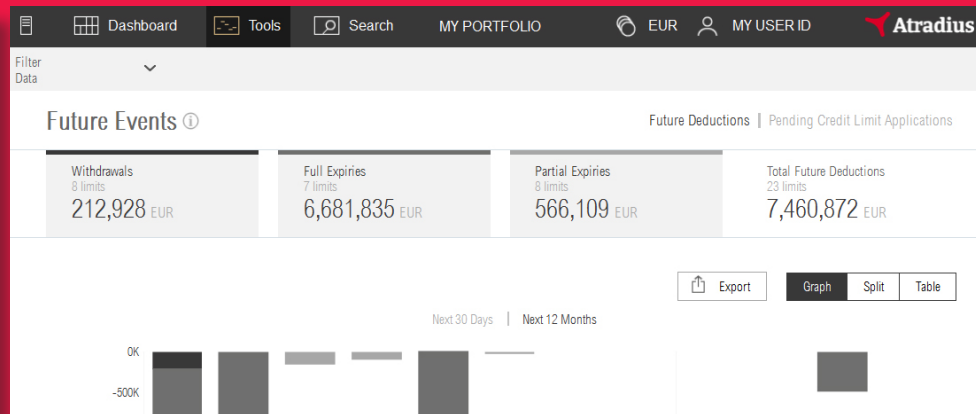 Dashboard Tools Search MY PORTFOLIO EUR MY USER ID Atradius
Filter
Data
Future Events
Future Deductions | Pending Credit Limit Applications
Withdrawals
8 limits
212,928 EUR
Full Expiries
7 limits
6,681,835 EUR
Partial Expiries
8 limits
566,109 EUR
Total Future Deductions
23 limits
7,460,872 EUR
Export Graph Split Table
Next 30 Days | Next 12 Months
0K
-500K